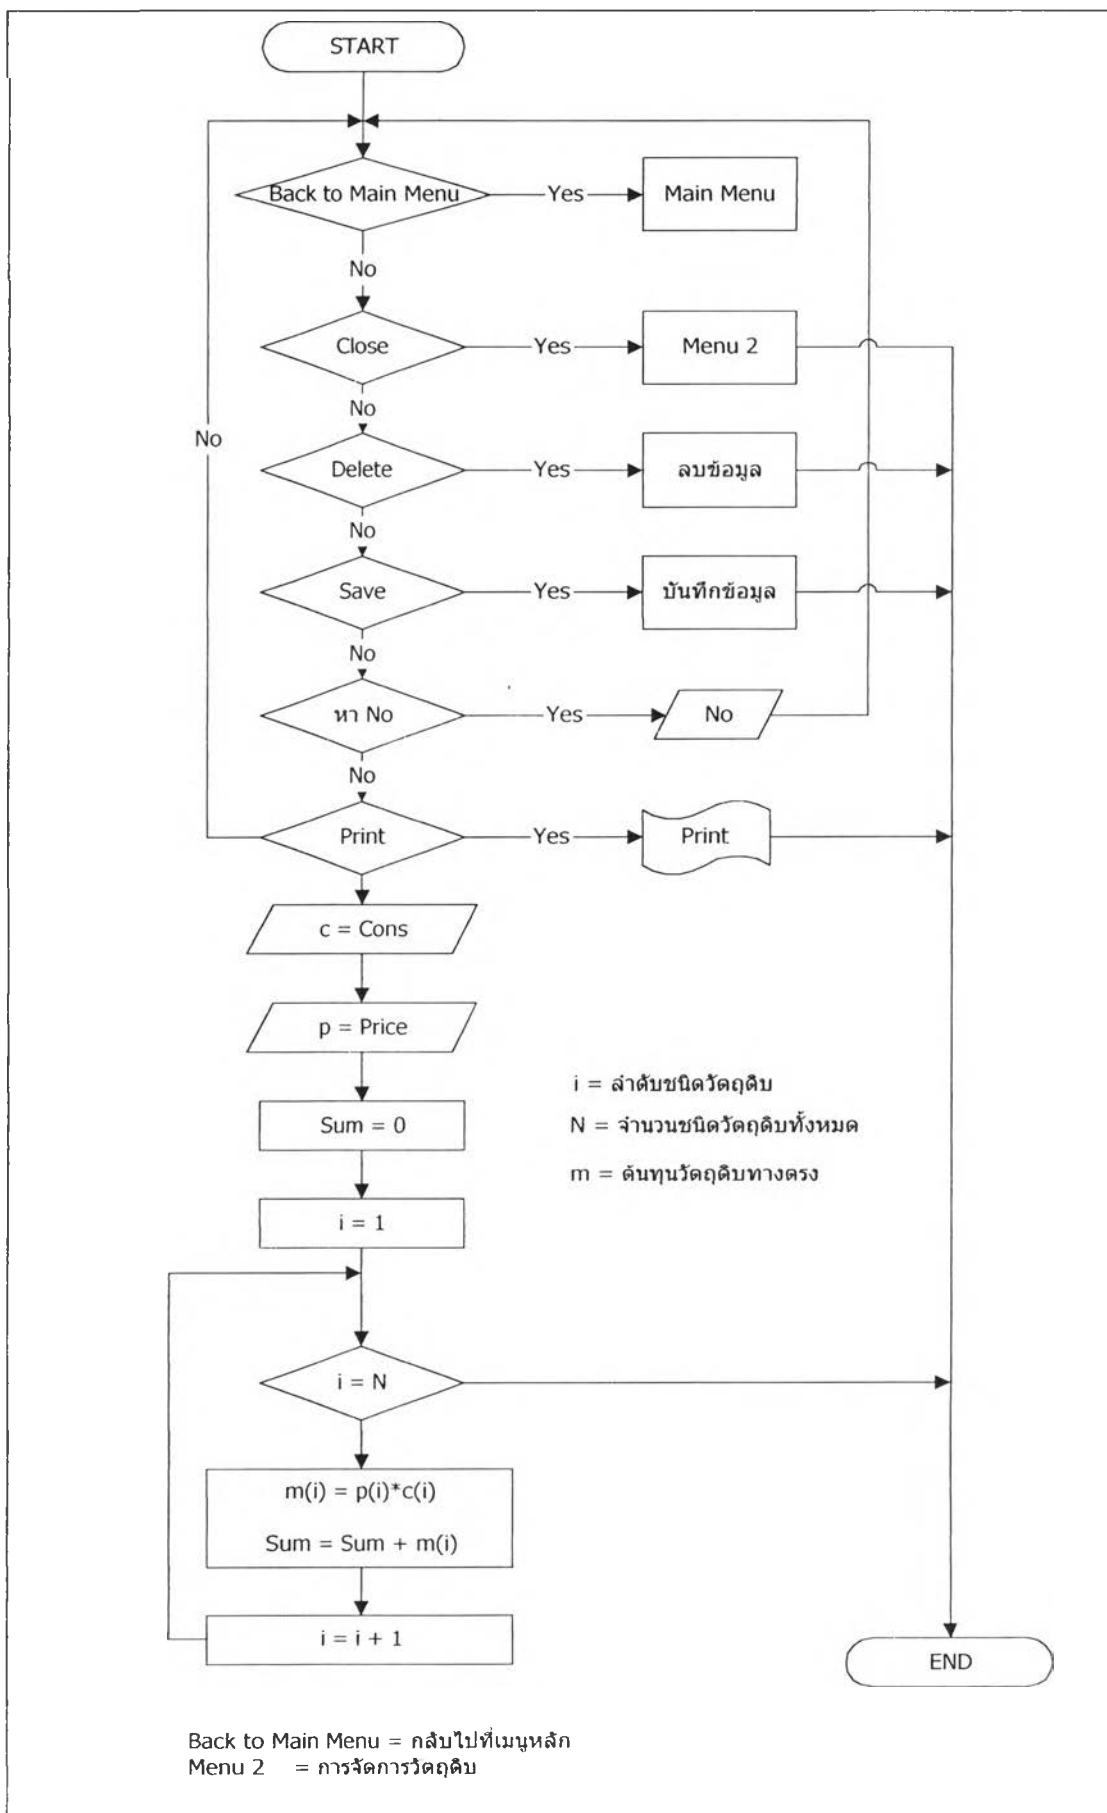 START
Back to Main Menu
Yes
Main Menu
No
Close
Yes
Menu 2
No
No
Delete
Yes
ลบข้อมูล
No
Save
Yes
บันทึกข้อมูล
No
หา No
Yes
No
No
Print
Yes
Print
c = Cons
p = Price
i = ลำดับชนิดวัตถุดิบ
Sum = 0
N = จำนวนชนิดวัตถุดิบทั้งหมด
m = ต้นทุนวัตถุดิบทางตรง
i = 1
i = N
m(i) = p(i)*c(i)
Sum = Sum + m(i)
i = i + 1
END
Back to Main Menu = กลับไปที่เมนูหลัก
Menu 2 = การจัดการวัตถุดิบ